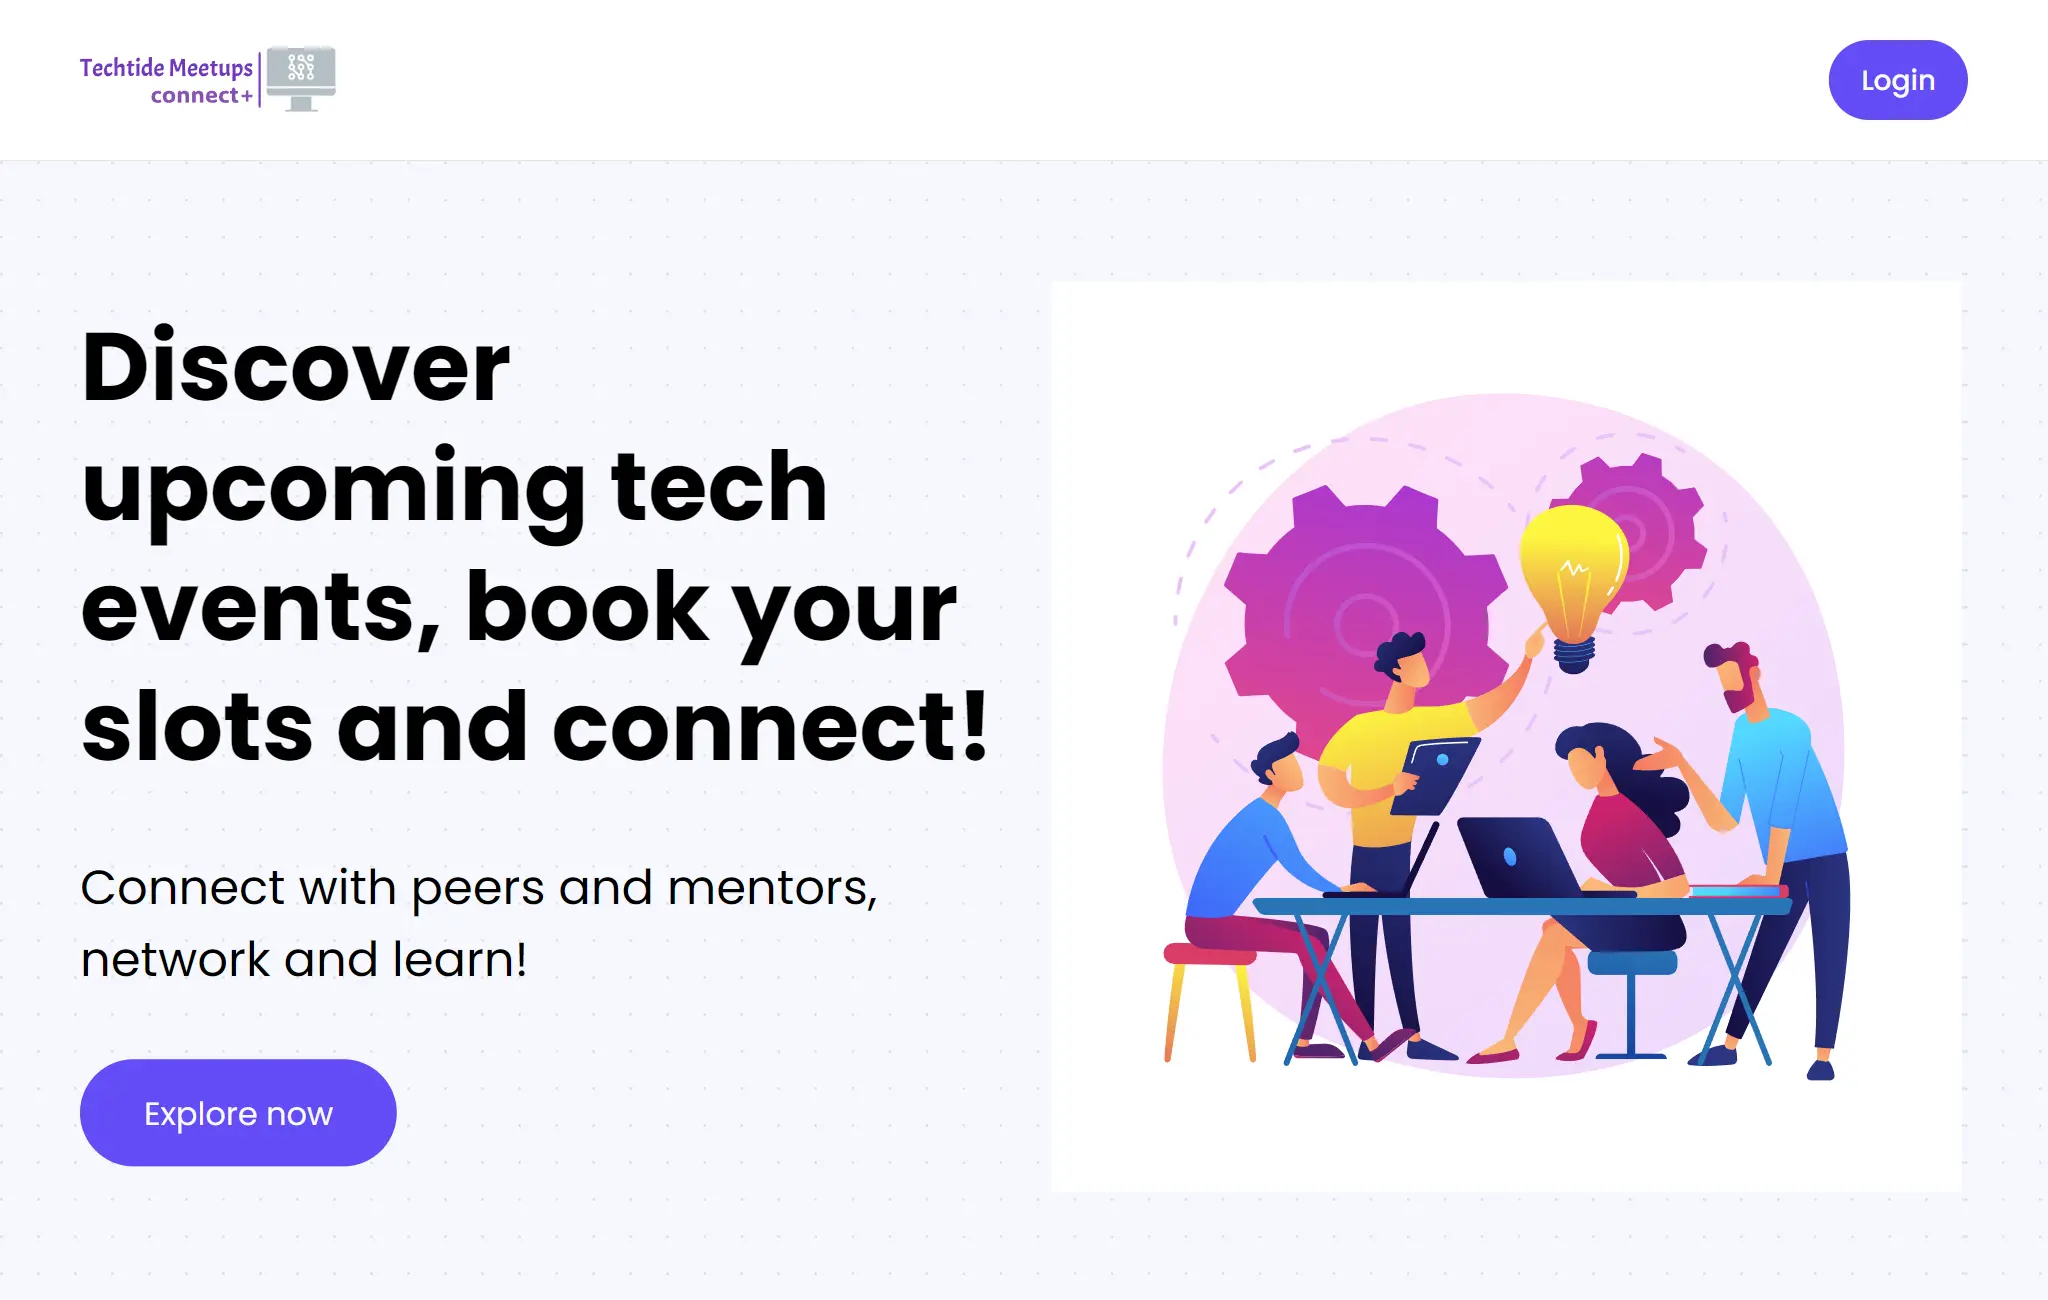 Techtide Meetups
connect+
Login
Discover
upcoming tech
events, book your
slots and connect!
Connect with peers and mentors,
network and learn!
Explore now